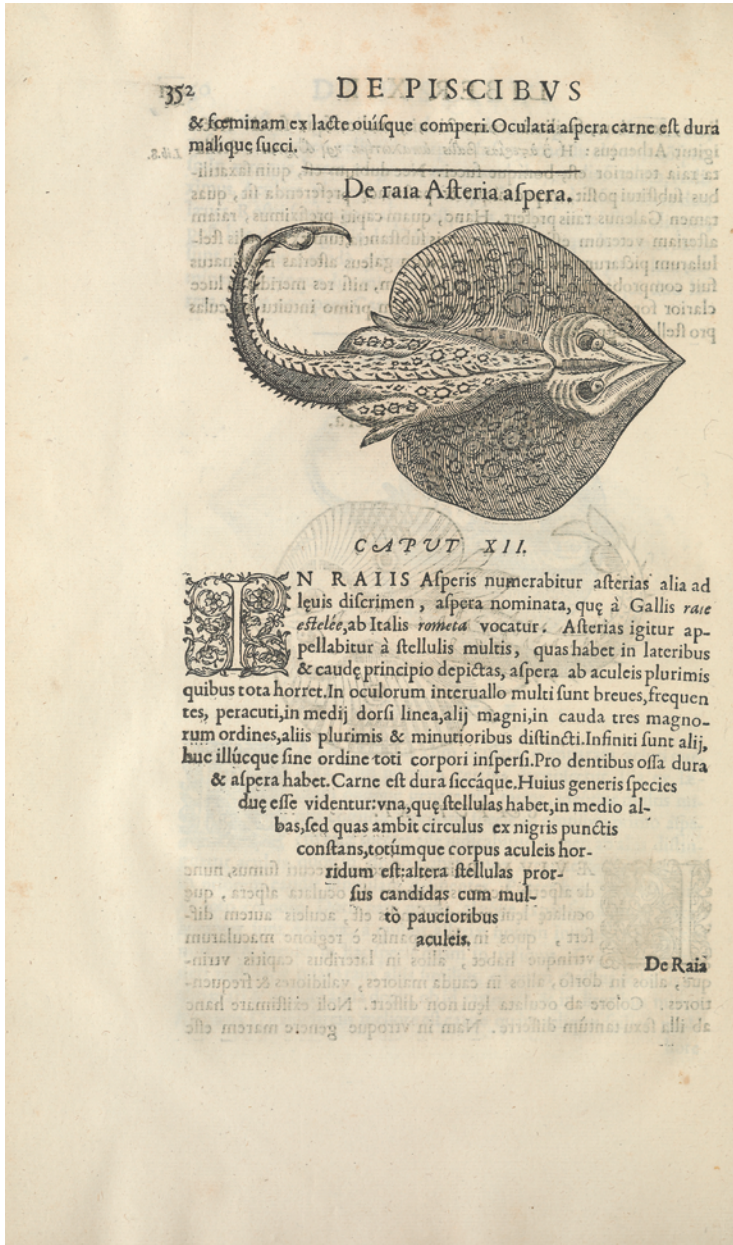 352 DE PISCIBVS
& fœminam ex lacte ouiſque comperi. Oculata aſpera carne eſt dura
malique ſucci.
De raia Aſteria aſpera.
CAPUT XII.
IN RAIIS Aſperis numerabitur aſterias alia ad
lęuis diſcrimen, aſpera nominata, quę à Gallis raie
eſtelée, ab Italis rometa vocatur. Aſterias igitur ap-
pellabitur à ſtellulis multis, quas habet in lateribus
& caudę principio depictas, aſpera ab aculeis plurimis
quibus tota horret. In oculorum interuallo multi ſunt breues, frequen
tes, peracuti, in medij dorſi linea, alij magni, in cauda tres magno-
rum ordines, aliis plurimis & minutioribus diſtincti. Infiniti ſunt alij,
huc illúcque ſine ordine toti corpori inſperſi. Pro dentibus oſſa dura
& aſpera habet. Carne eſt dura ſiccáque. Huius generis ſpecies
duę eſſe videntur: vna, quę ſtellulas habet, in medio al-
bas, ſed quas ambit circulus ex nigris punctis
conſtans, totúmque corpus aculeis hor-
ridum eſt: altera ſtellulas pror-
ſus candidas cum mul-
tò paucioribus
aculeis.
De Raia